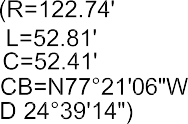 (R=122.74'
L=52.81'
C=52.41'
CB=N77°21'06"W
D 24°39'14")